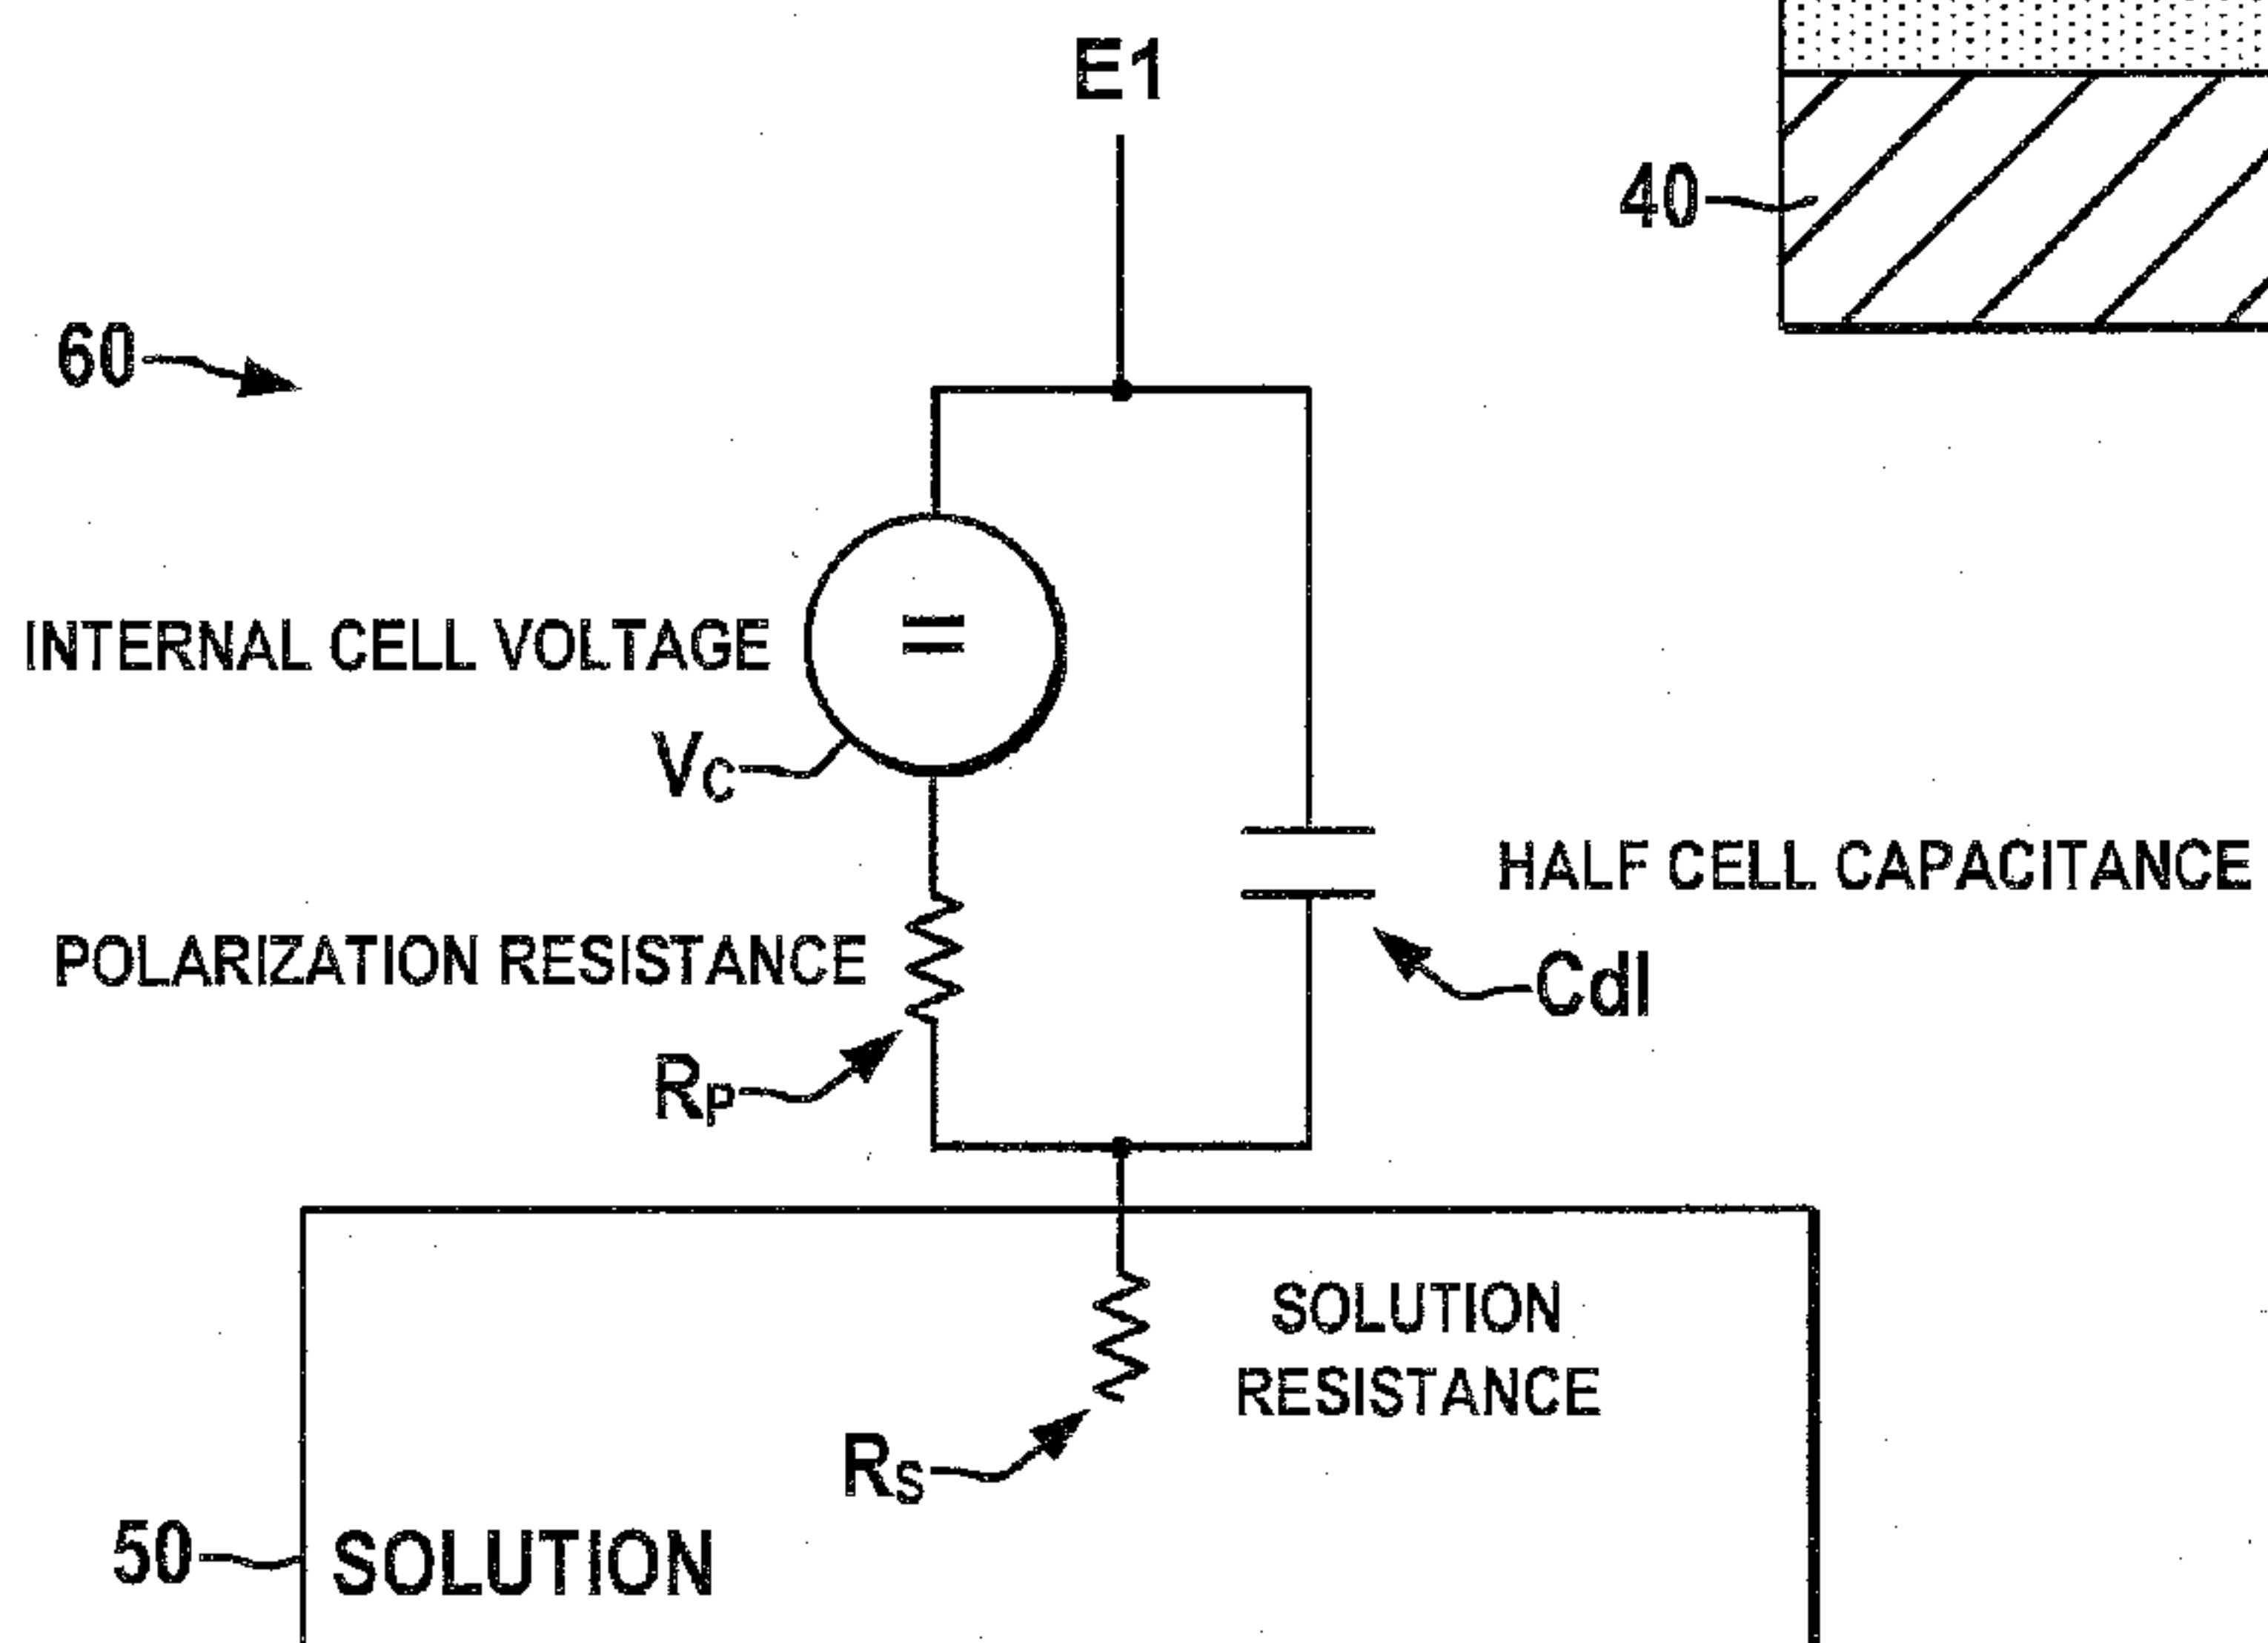 E1
40
60
INTERNAL CELL VOLTAGE
VC
HALF CELL CAPACITANCE
POLARIZATION RESISTANCE
Cdl
RP
SOLUTION
RESISTANCE
RS
50
SOLUTION